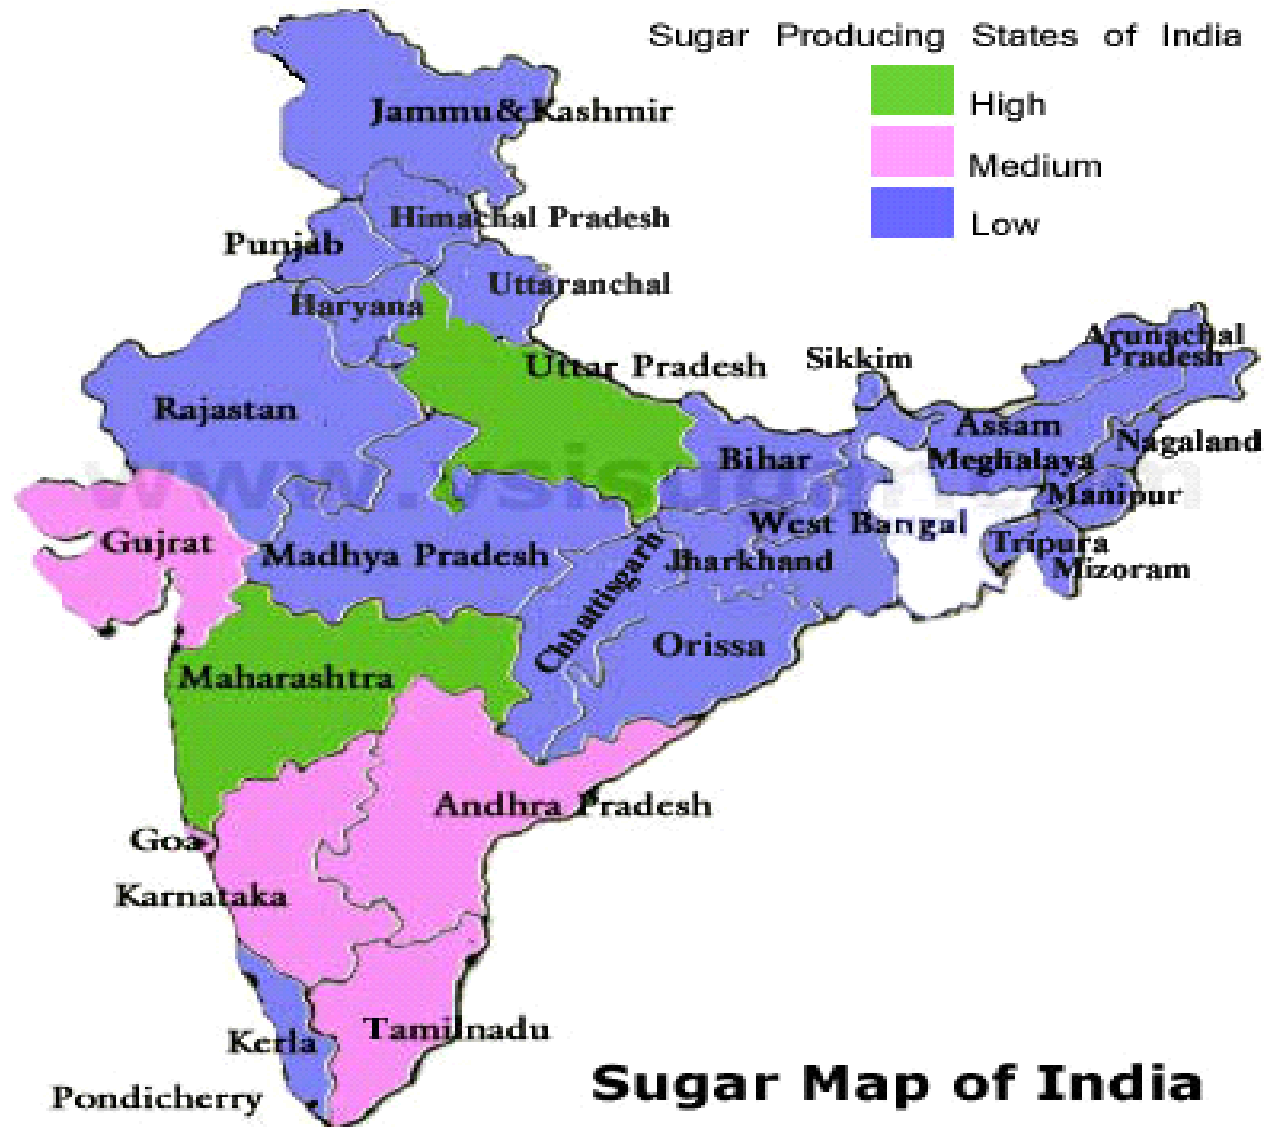 Sugar Producing States of India
High
Medium
Low
Jammu & Kashmir
Himachal Pradesh
Punjab
Uttaranchal
Haryana
Uttar Pradesh
Sikkim
Arunachal
Pradesh
Rajastan
Assam
Nagaland
Bihar
Meghalaya
Manipur
West Bangal
Gujrat
Madhya Pradesh
Jharkhand
Tripura
Mizoram
Chhattisgarh
Orissa
Maharashtra
Andhra Pradesh
Goa
Karnataka
Tamilnadu
Kerla
Pondicherry
Sugar Map of India